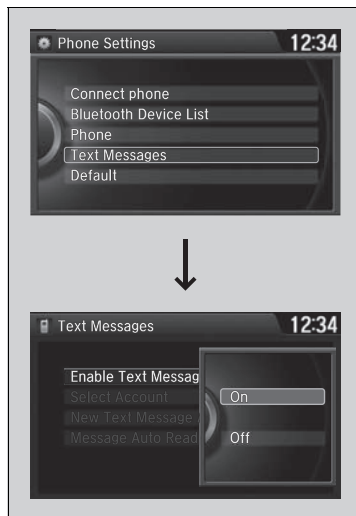 Phone Settings 12:34
Connect phone
Bluetooth Device List
Phone
Text Messages
Default
Text Messages 12:34
Enable Text Messag
Select Account
New Text Message
Message Auto Read
On
Off